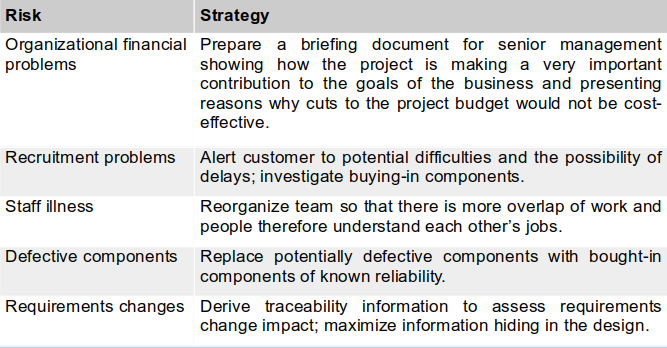 Risk Strategy
Organizational financial problems
Prepare a briefing document for senior management
showing how the project is making a very important
contribution to the goals of the business and presenting
reasons why cuts to the project budget would not be cost-
effective.
Recruitment problems
Alert customer to potential difficulties and the possibility of
delays; investigate buying-in components.
Staff illness
Reorganize team so that there is more overlap of work and
people therefore understand each other’s jobs.
Defective components
Replace potentially defective components with bought-in
components of known reliability.
Requirements changes
Derive traceability information to assess requirements
change impact; maximize information hiding in the design.